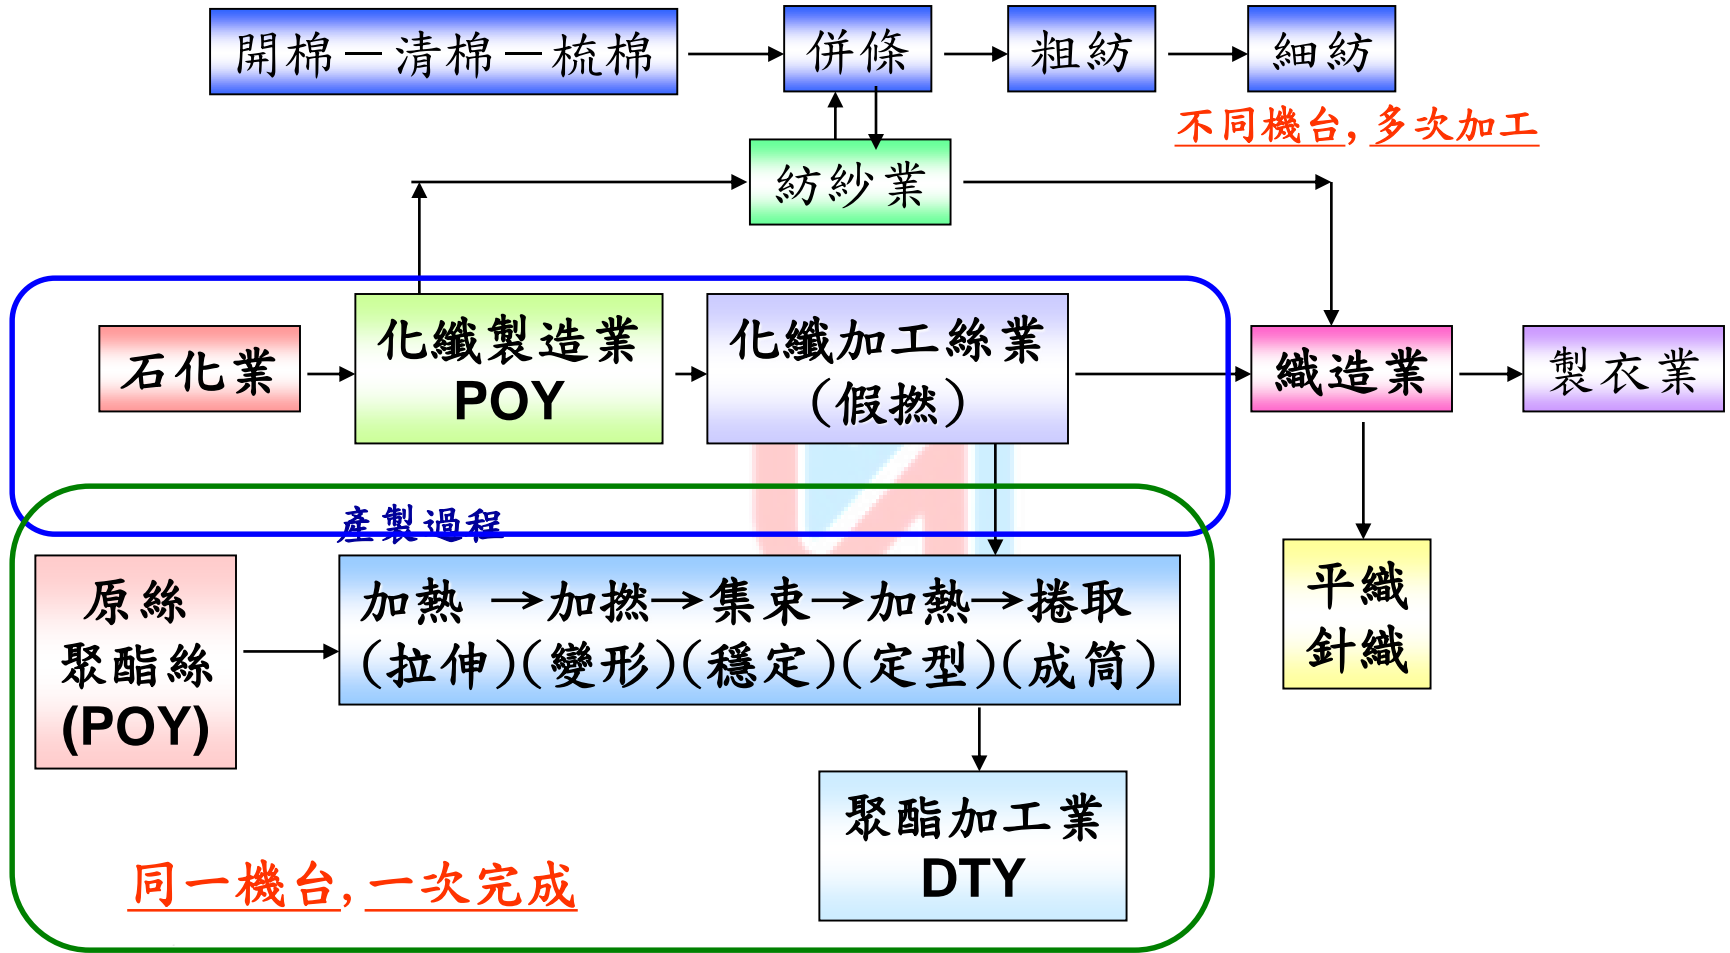 開棉－清棉－梳棉
併條
粗紡
細紡
不同機台,多次加工
紡紗業
石化業
化纖製造業
POY
化纖加工絲業
(假撚)
織造業
製衣業
產製過程
原絲
聚酯絲
(POY)
加熱 →加撚→集束→加熱→捲取
(拉伸)(變形)(穩定)(定型)(成筒)
平織
針織
聚酯加工業
DTY
同一機台,一次完成